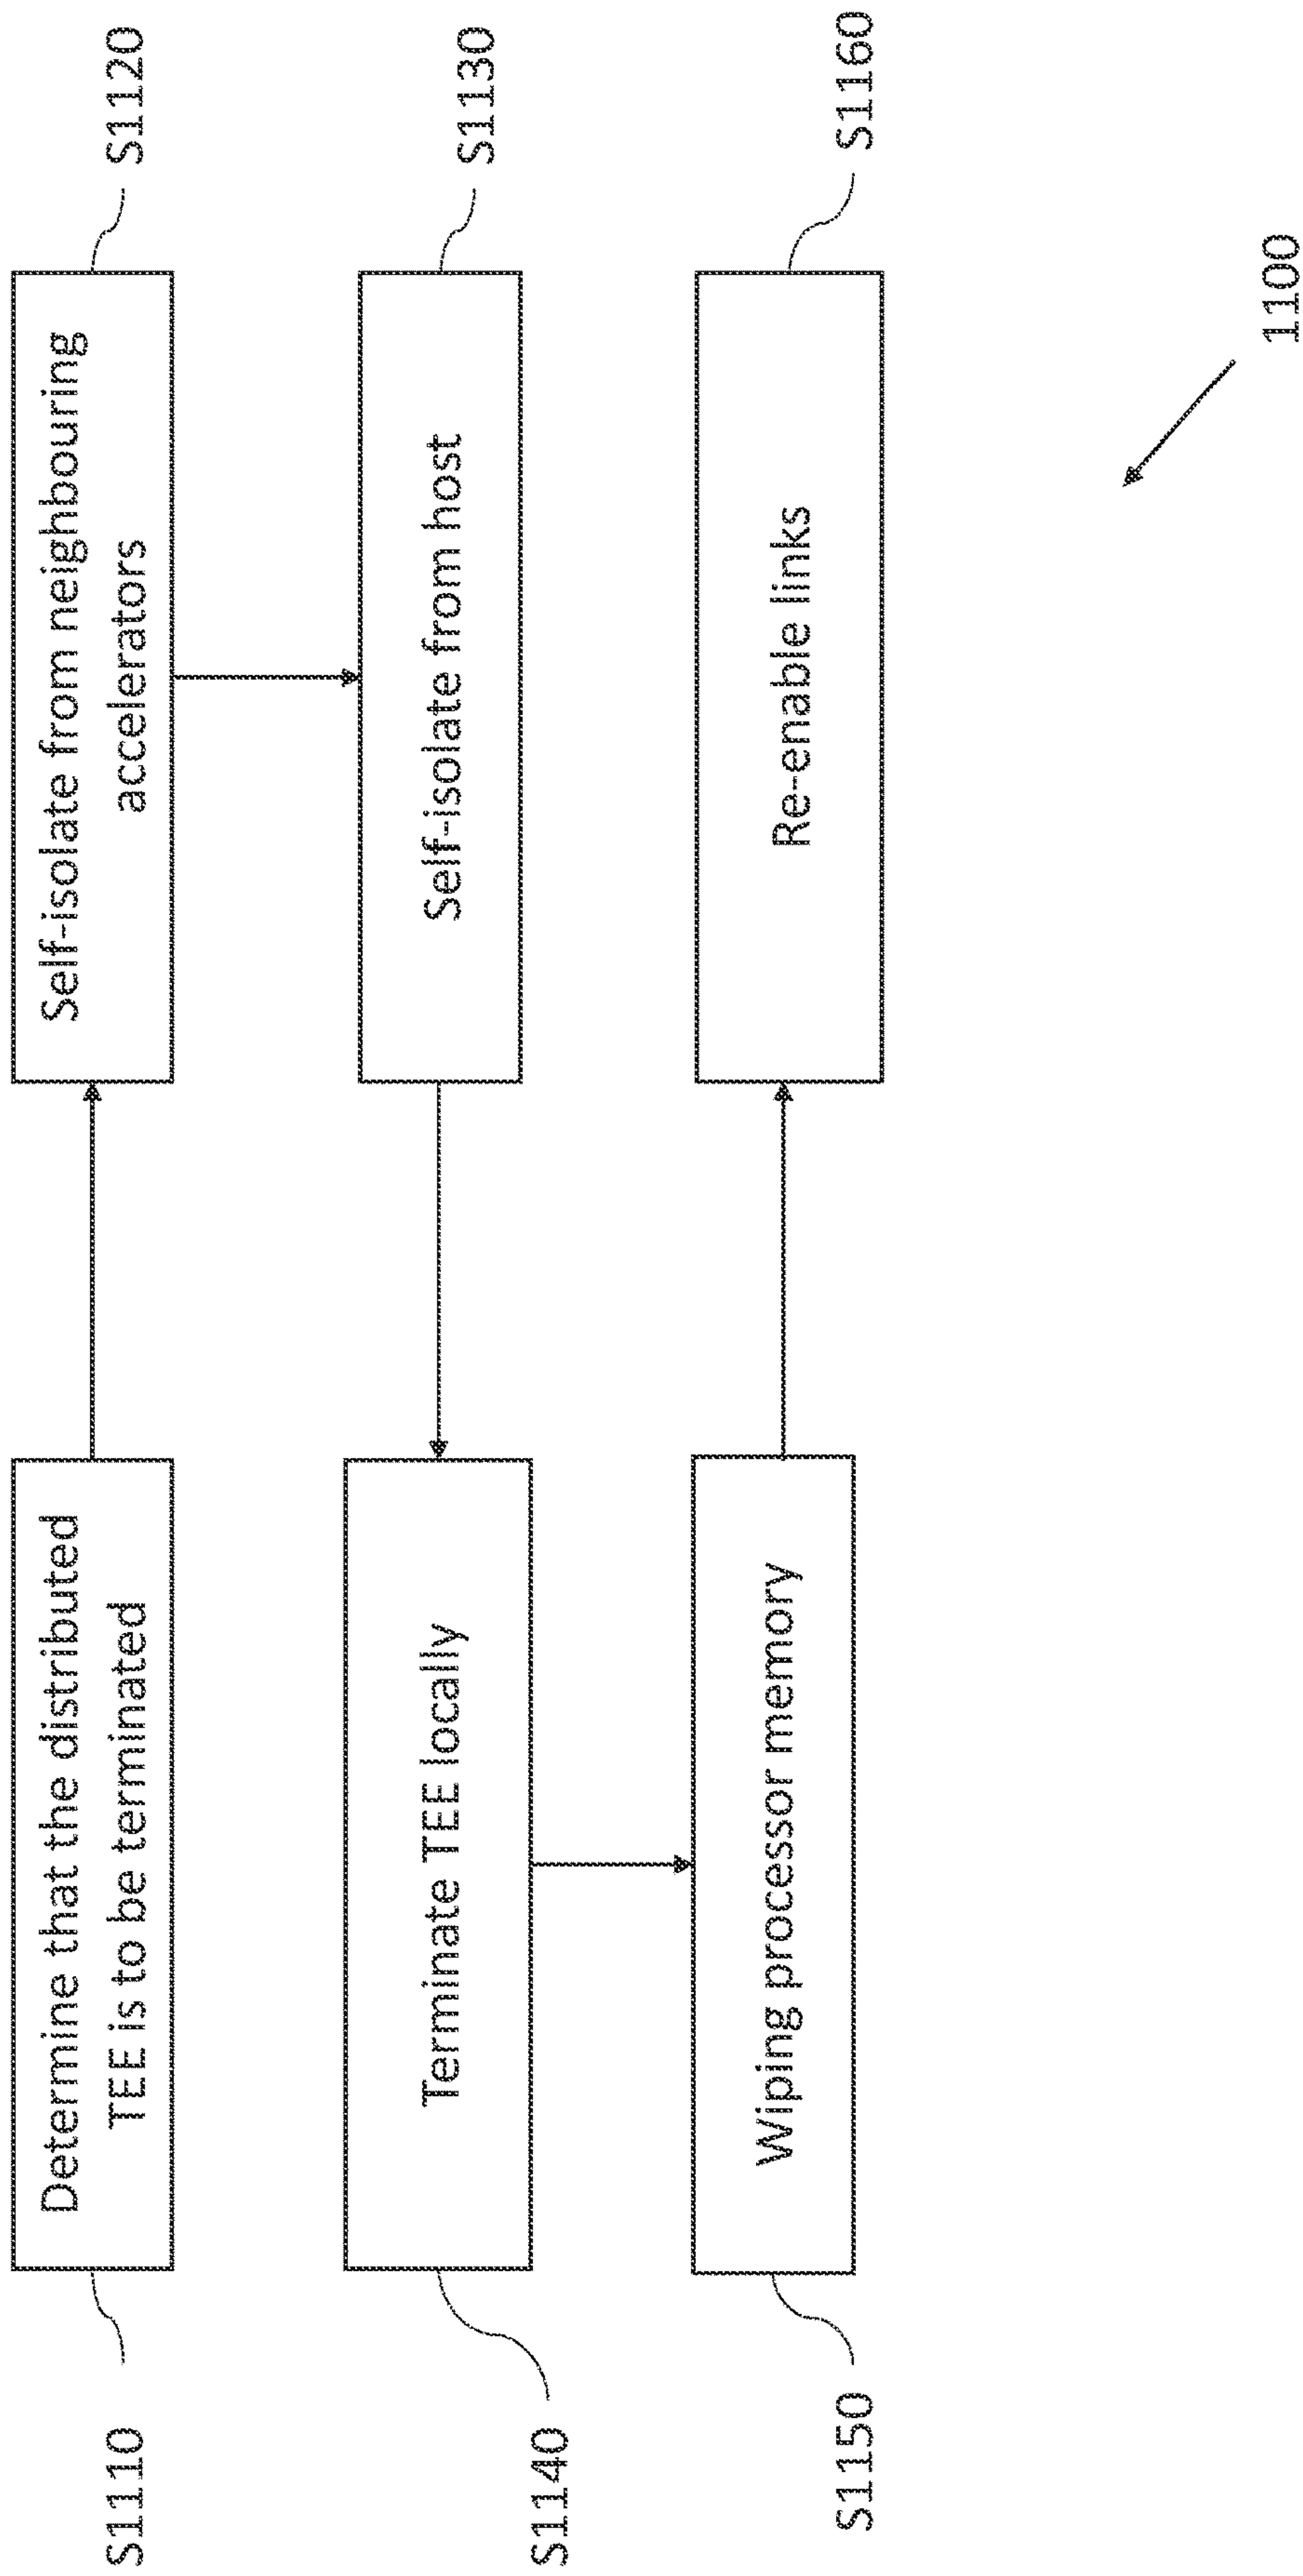 S1110
Determine that the distributed
TEE is to be terminated
Self-isolate from neighbouring
accelerators
S1120
Self-isolate from host
S1130
S1140
Terminate TEE locally
S1150
Wiping processor memory
Re-enable links
S1160
1100